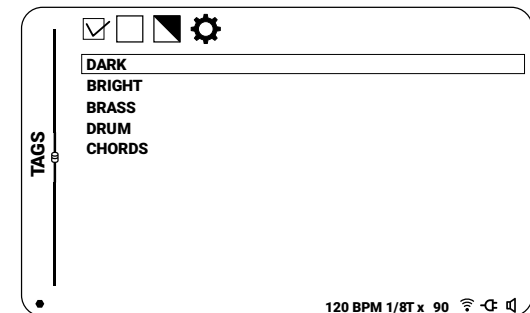 TAGS
DARK
BRIGHT
BRASS
DRUM
CHORDS
120 BPM 1/8T x 90